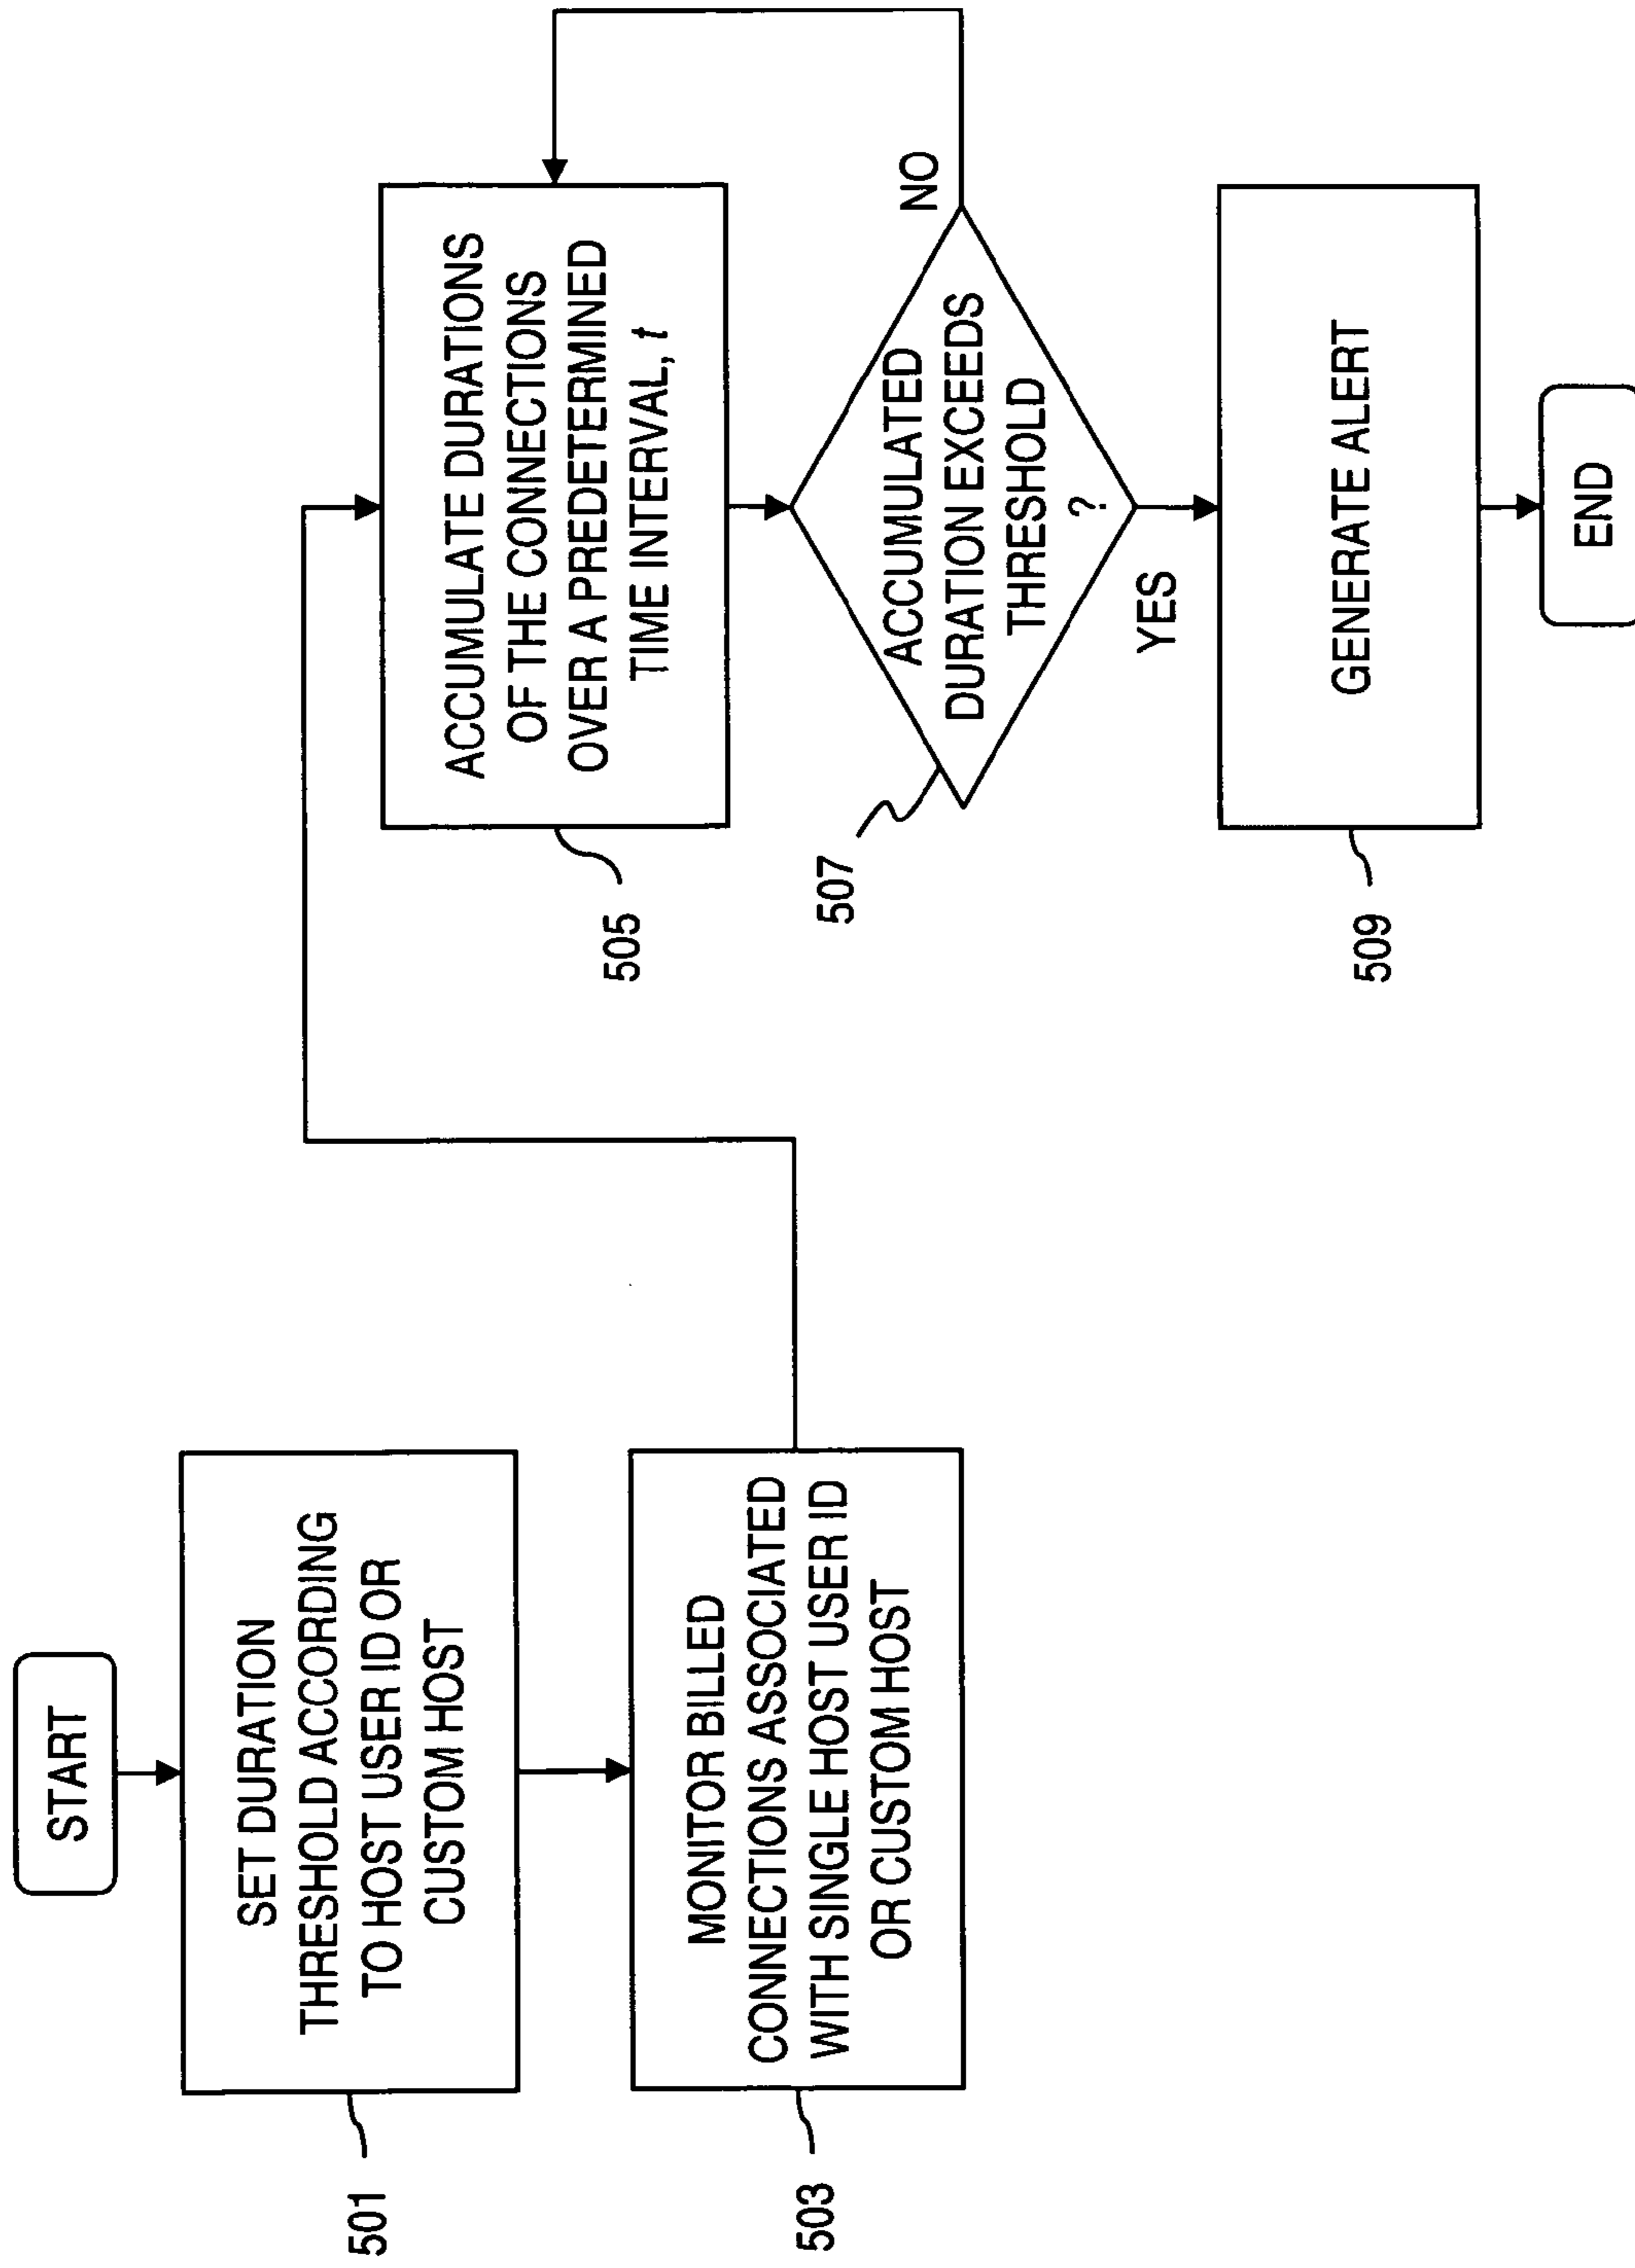 START
SET DURATION
THRESHOLD ACCORDING
TO HOST USER ID OR
CUSTOM HOST
501
MONITOR BILLED
CONNECTIONS ASSOCIATED
WITH SINGLE HOST USER ID
OR CUSTOM HOST
503
ACCUMULATE DURATIONS
OF THE CONNECTIONS
OVER A PREDETERMINED
TIME INTERVAL, t
505
ACCUMULATED
DURATION EXCEEDS
THRESHOLD
?
507
NO
YES
GENERATE ALERT
509
END